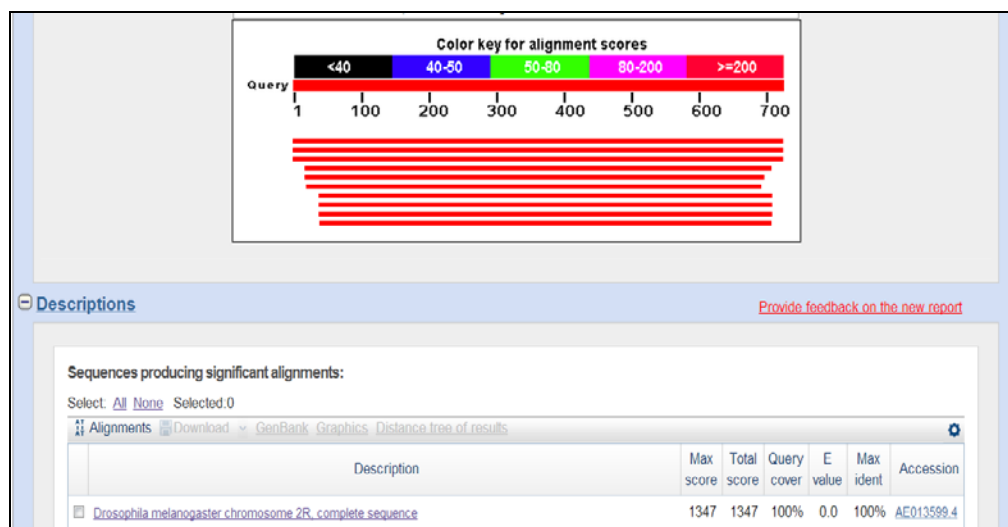 Color key for alignment scores
<40 40-50 50-80 80-200 >=200
Query
1 100 200 300 400 500 600 700
Descriptions
Provide feedback on the new report
Sequences producing significant alignments:
Select: All None Selected:0
Alignments Download GenBank Graphics Distance tree of results
Description Max score Total score Query cover E value Max ident Accession
Drosophila melanogaster chromosome 2R, complete sequence 1347 1347 100% 0.0 100% AE013599.4